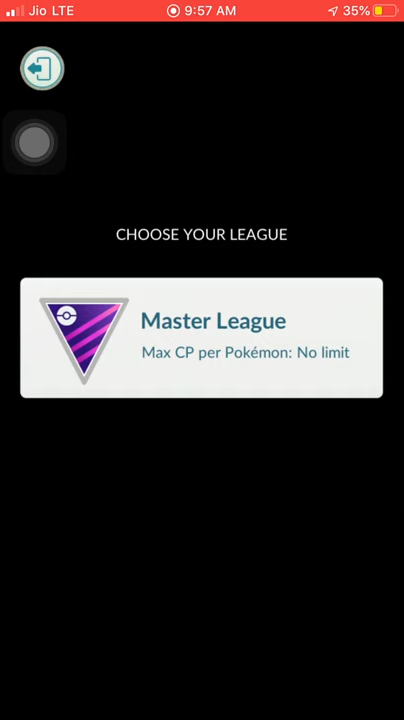 Jio LTE 9:57 AM 35%
CHOOSE YOUR LEAGUE
Master League
Max CP per Pokémon: No limit